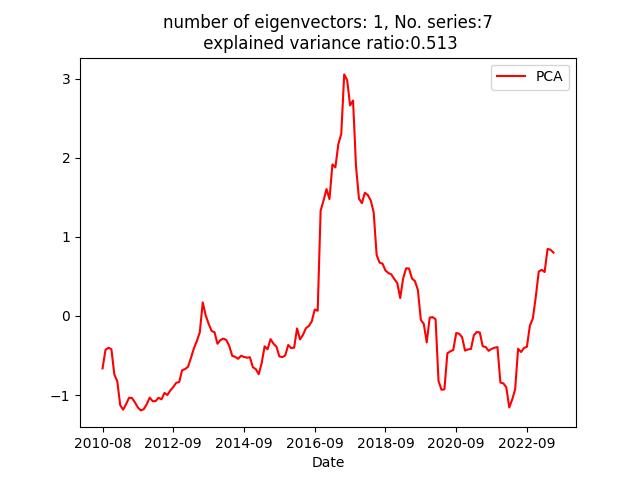 number of eigenvectors: 1, No. series:7
explained variance ratio:0.513
PCA
3
2
1
0
−1
2010-08 2012-09 2014-09 2016-09 2018-09 2020-09 2022-09
Date